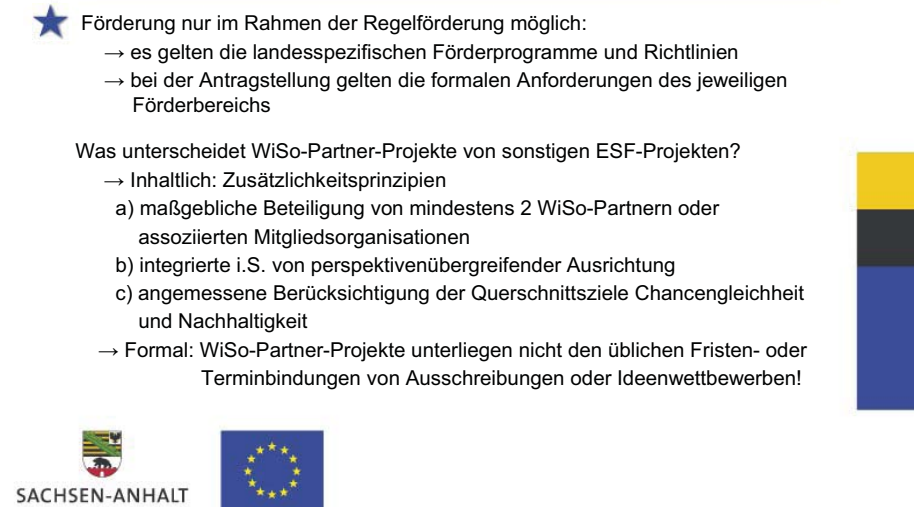 Förderung nur im Rahmen der Regelförderung möglich:
→ es gelten die landesspezifischen Förderprogramme und Richtlinien
→ bei der Antragstellung gelten die formalen Anforderungen des jeweiligen
Förderbereichs
Was unterscheidet WiSo-Partner-Projekte von sonstigen ESF-Projekten?
→ Inhaltlich: Zusätzlichkeitsprinzipien
a) maßgebliche Beteiligung von mindestens 2 WiSo-Partnern oder
assoziierten Mitgliedsorganisationen
b) integrierte i.S. von perspektivenübergreifender Ausrichtung
c) angemessene Berücksichtigung der Querschnittsziele Chancengleichheit
und Nachhaltigkeit
→ Formal: WiSo-Partner-Projekte unterliegen nicht den üblichen Fristen- oder
Terminbindungen von Ausschreibungen oder Ideenwettbewerben!
SACHSEN-ANHALT